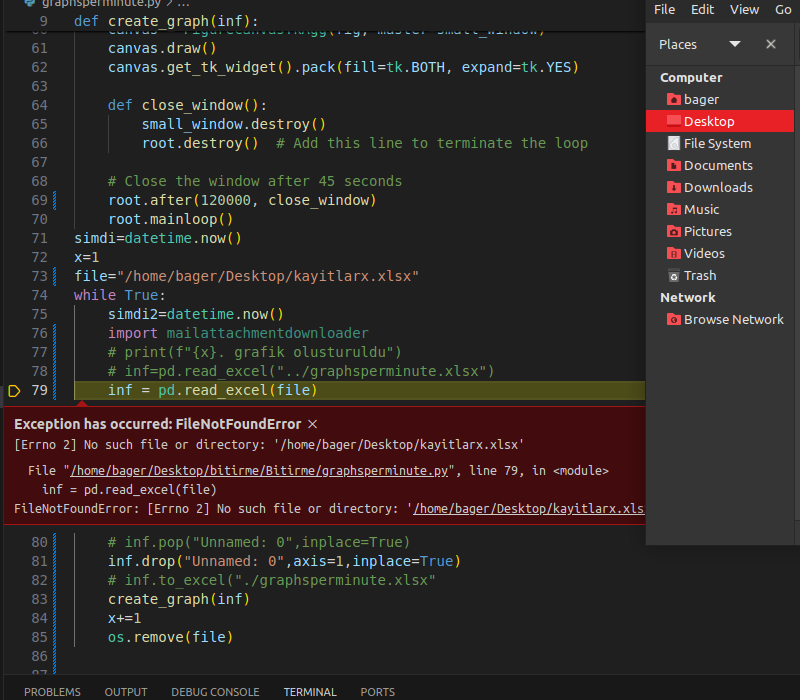 graphsperminute.py > ...
9 def create_graph(inf):
61 canvas.draw()
62 canvas.get_tk_widget().pack(fill=tk.BOTH, expand=tk.YES)
63
64 def close_window():
65 small_window.destroy()
66 root.destroy()  # Add this line to terminate the loop
67
68 # Close the window after 45 seconds
69 root.after(120000, close_window)
70 root.mainloop()
71 simdi=datetime.now()
72 x=1
73 file="/home/bager/Desktop/kayitlarx.xlsx"
74 while True:
75 simdi2=datetime.now()
76 import mailattachmentdownloader
77 # print(f"{x}. grafik olusturuldu")
78 # inf=pd.read_excel("../graphsperminute.xlsx")
79 inf = pd.read_excel(file)
Exception has occurred: FileNotFoundError ×
[Errno 2] No such file or directory: '/home/bager/Desktop/kayitlarx.xlsx'
File "/home/bager/Desktop/bitirme/Bitirme/graphsperminute.py", line 79, in <module>
inf = pd.read_excel(file)
FileNotFoundError: [Errno 2] No such file or directory: '/home/bager/Desktop/kayitlarx.xls
80 # inf.pop("Unnamed: 0",inplace=True)
81 inf.drop("Unnamed: 0",axis=1,inplace=True)
82 # inf.to_excel("./graphsperminute.xlsx"
83 create_graph(inf)
84 x+=1
85 os.remove(file)
86
PROBLEMS OUTPUT DEBUG CONSOLE TERMINAL PORTS
File Edit View Go
Places
Computer
bager
Desktop
File System
Documents
Downloads
Music
Pictures
Videos
Trash
Network
Browse Network